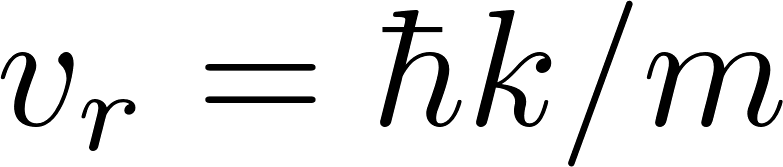 v_r = ℏk/m